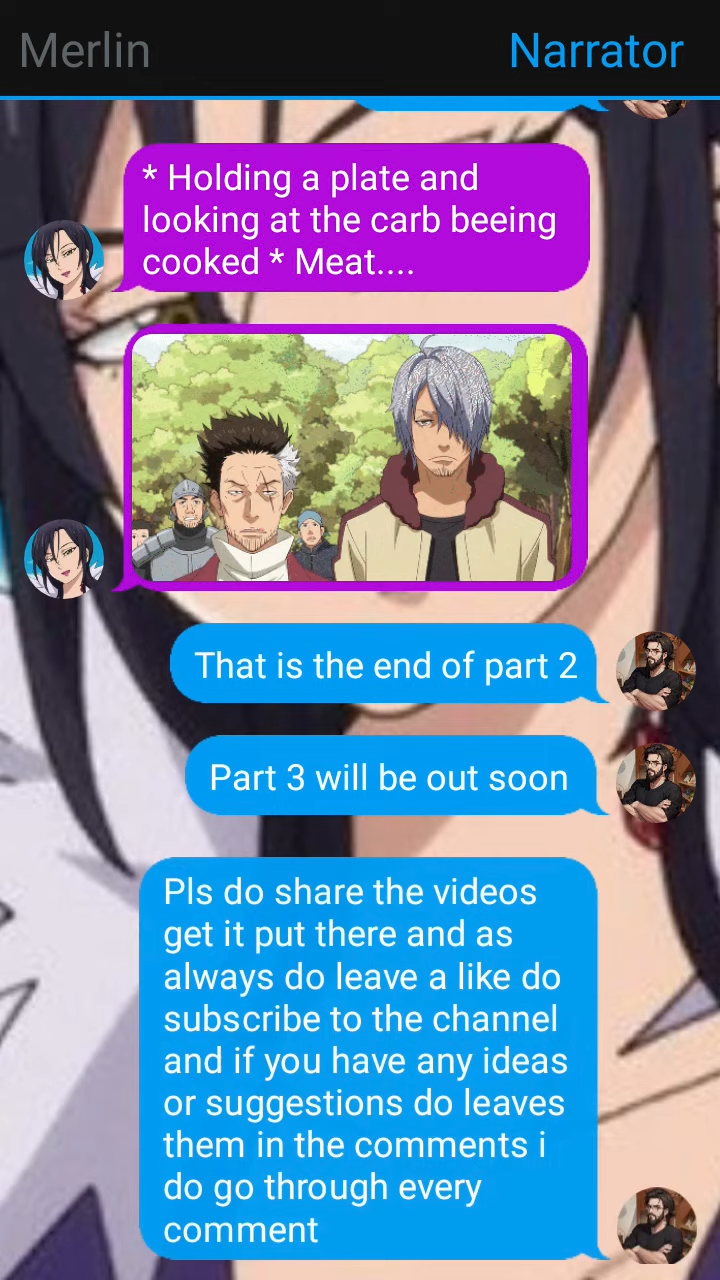 Merlin
Narrator
* Holding a plate and
looking at the carb beeing
cooked * Meat....
That is the end of part 2
Part 3 will be out soon
Pls do share the videos
get it put there and as
always do leave a like do
subscribe to the channel
and if you have any ideas
or suggestions do leaves
them in the comments i
do go through every
comment